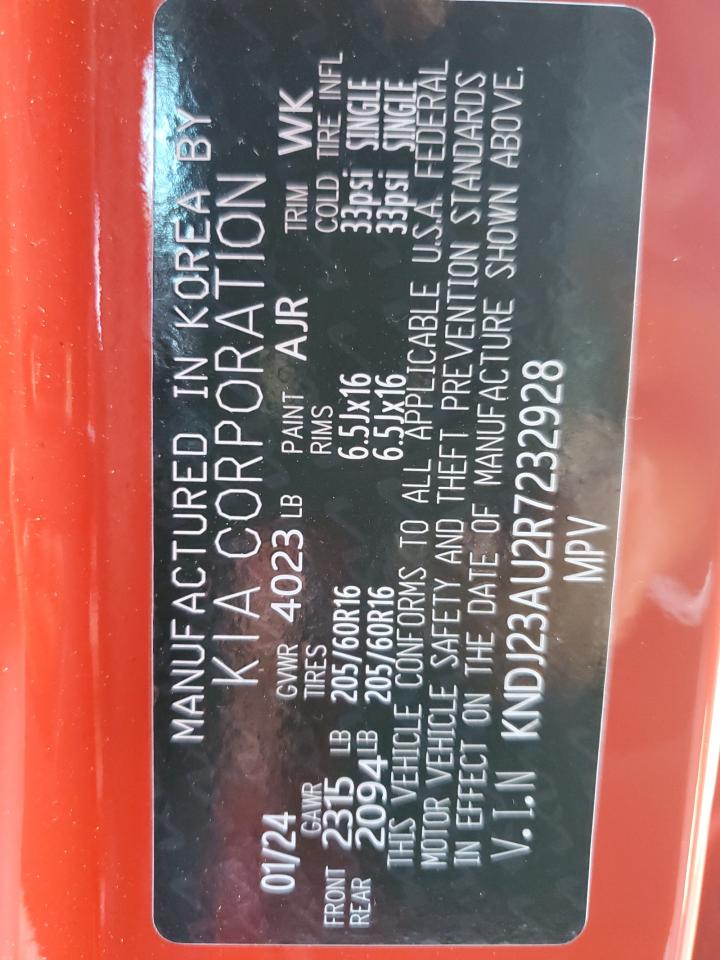 MANUFACTURED IN KOREA BY
KIA CORPORATION
01/24 GVWR 4023 LB PAINT AJR TRIM WK
GAWR TIRES RIMS COLD TIRE INFL
FRONT 2315 LB 205/60R16 6.5Jx16 33psi SINGLE
REAR 2094 LB 205/60R16 6.5Jx16 33psi SINGLE
THIS VEHICLE CONFORMS TO ALL APPLICABLE U.S.A. FEDERAL
MOTOR VEHICLE SAFETY AND THEFT PREVENTION STANDARDS
IN EFFECT ON THE DATE OF MANUFACTURE SHOWN ABOVE.
V.I.N KNDJ23AU2R7232928
MPV